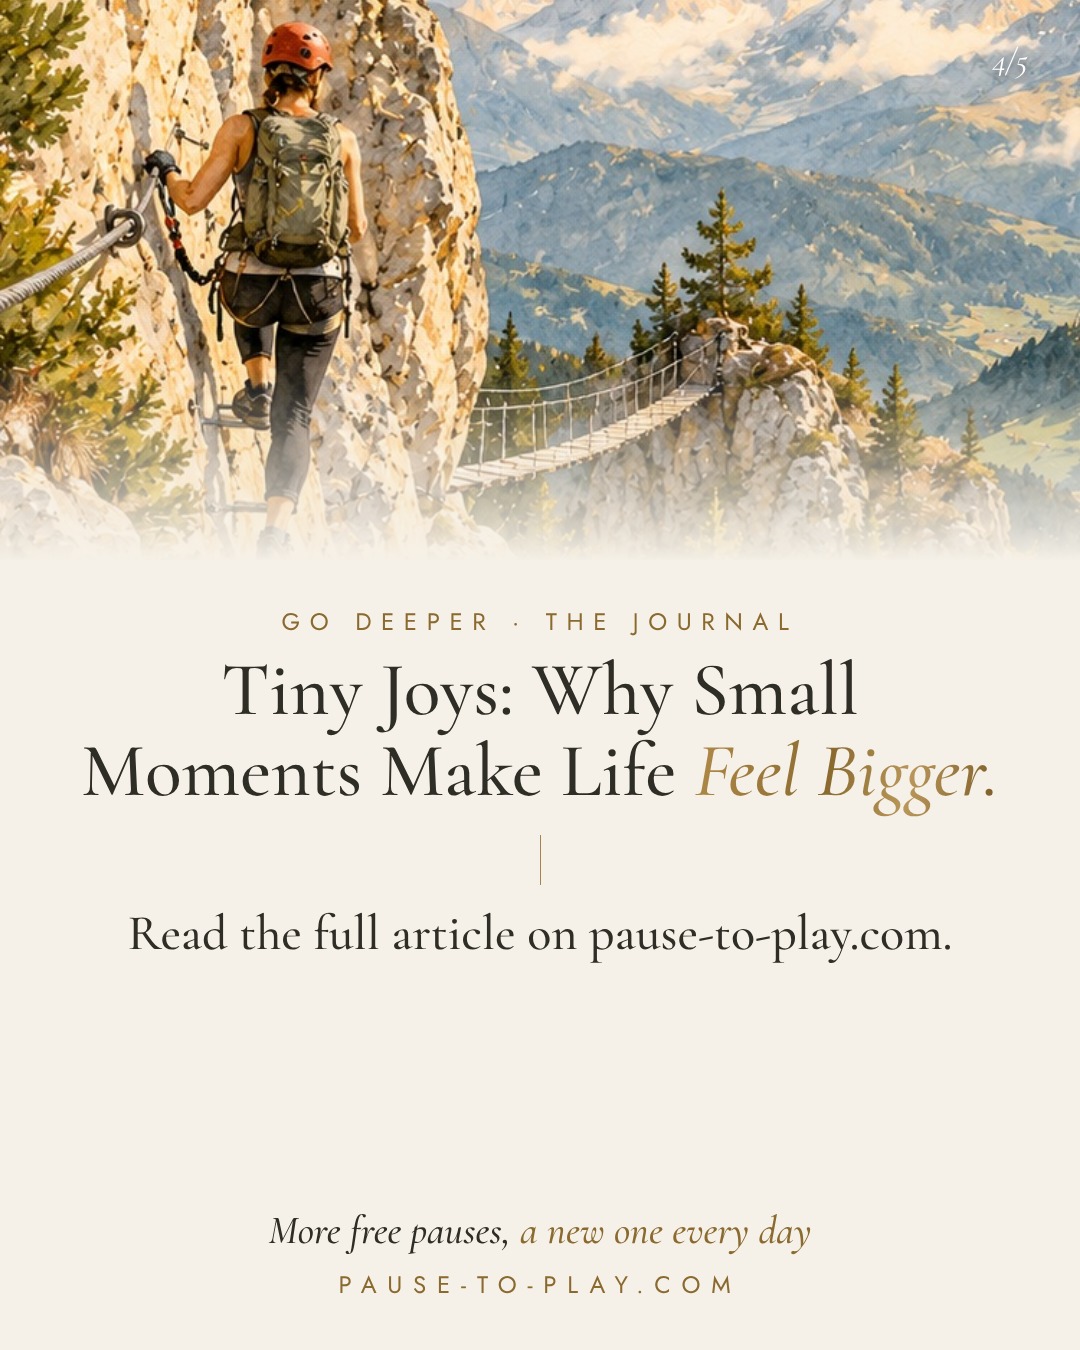 4/5
GO DEEPER · THE JOURNAL
Tiny Joys: Why Small
Moments Make Life Feel Bigger.
Read the full article on pause-to-play.com.
More free pauses, a new one every day
PAUSE-TO-PLAY.COM